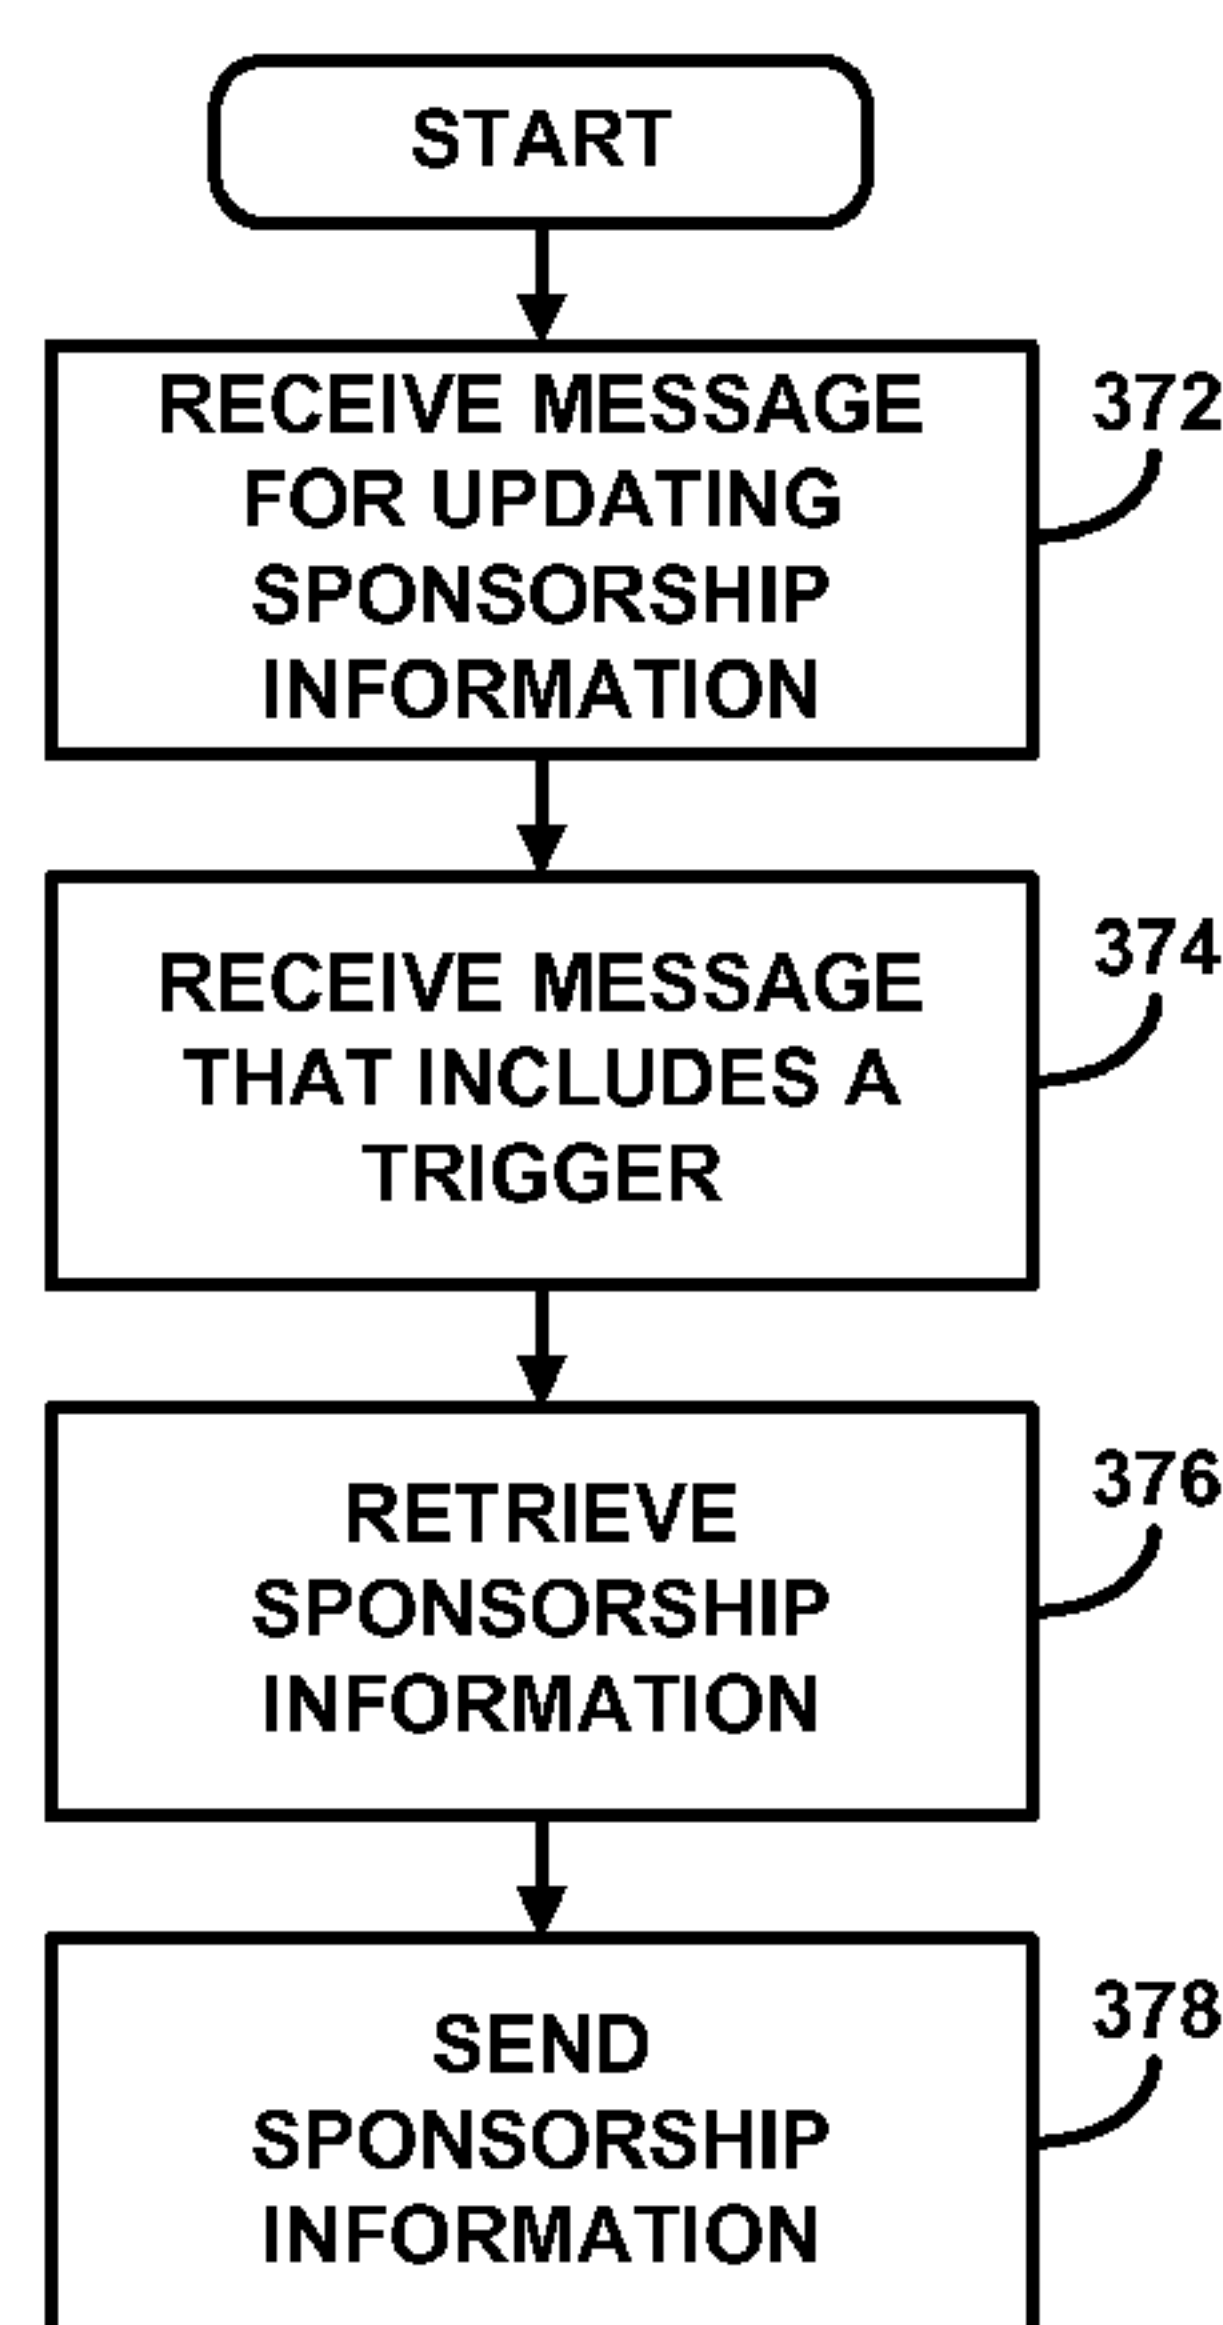 START
RECEIVE MESSAGE
FOR UPDATING
SPONSORSHIP
INFORMATION
372
RECEIVE MESSAGE
THAT INCLUDES A
TRIGGER
374
RETRIEVE
SPONSORSHIP
INFORMATION
376
SEND
SPONSORSHIP
INFORMATION
378